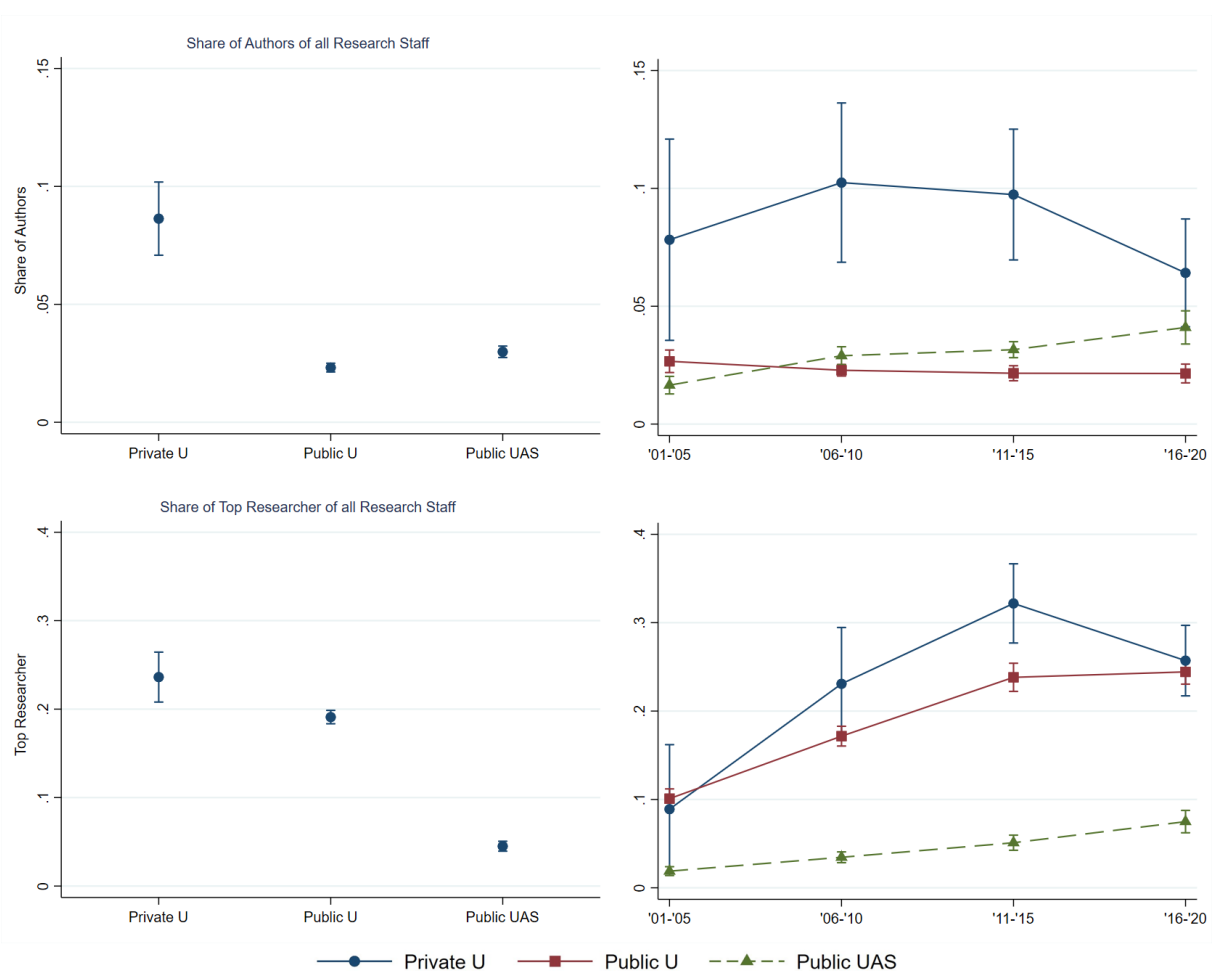 Share of Authors of all Research Staff
Share of Authors
.15
.1
.05
0
Private U
Public U
Public UAS
.15
.1
.05
0
'01-'05
'06-'10
'11-'15
'16-'20
Share of Top Researcher of all Research Staff
Top Researcher
.4
.3
.2
.1
0
Private U
Public U
Public UAS
.4
.3
.2
.1
0
'01-'05
'06-'10
'11-'15
'16-'20
Private U
Public U
Public UAS